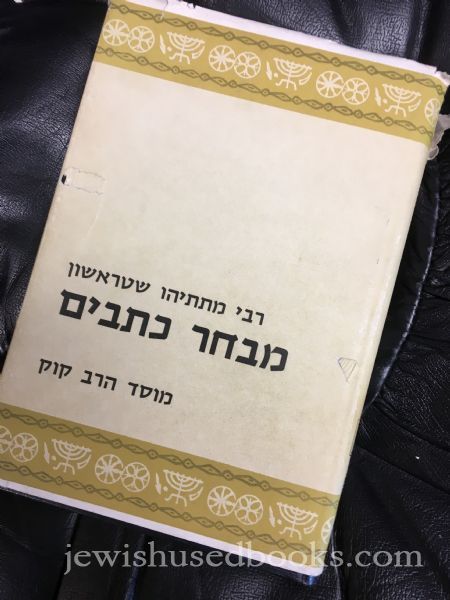 רבי מתתיהו שטראשון
מבחר כתבים
מוסד הרב קוק
jewishusedbooks.com